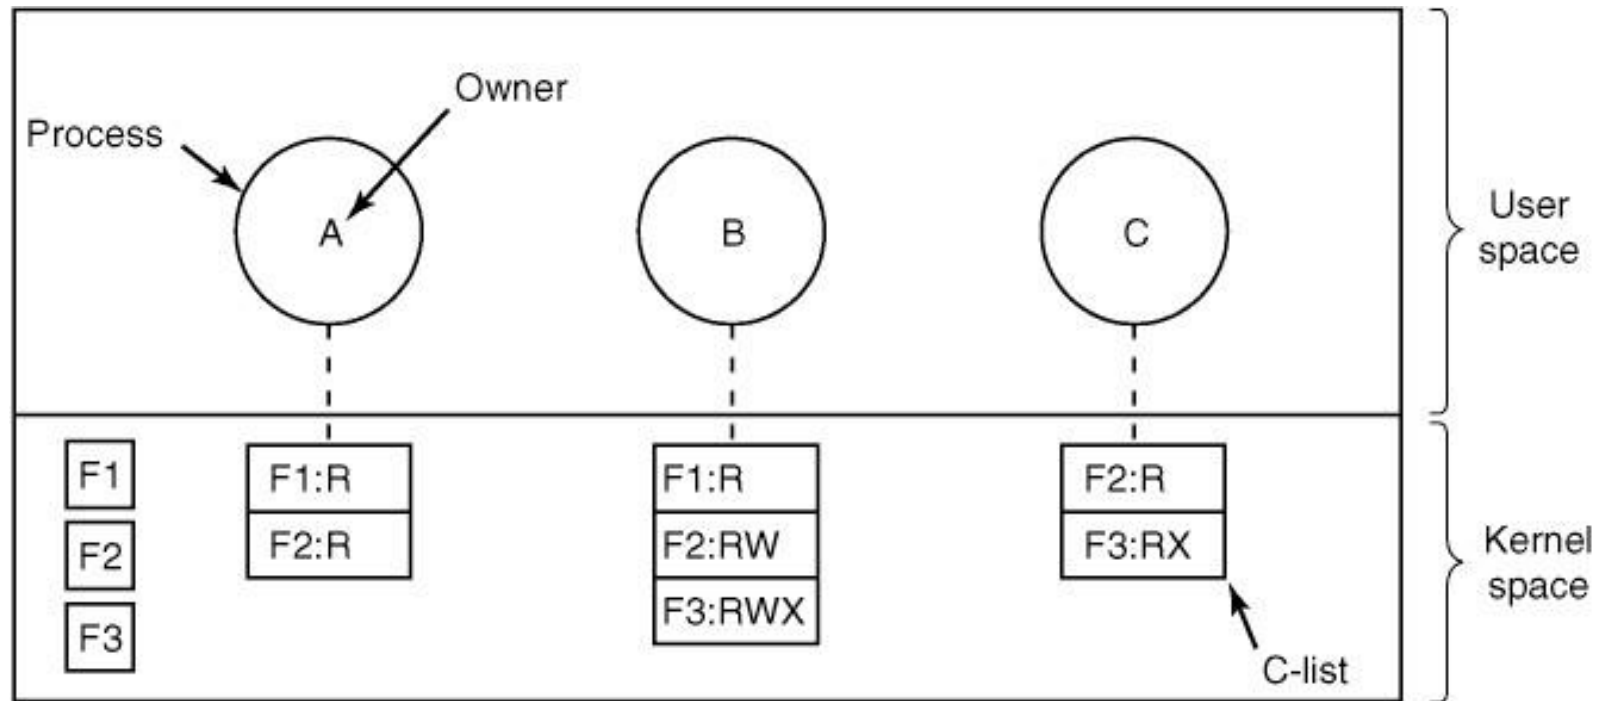 Owner
Process
A
B
C
User
space
F1
F2
F3
F1:R
F2:R
F1:R
F2:RW
F3:RWX
F2:R
F3:RX
C-list
Kernel
space